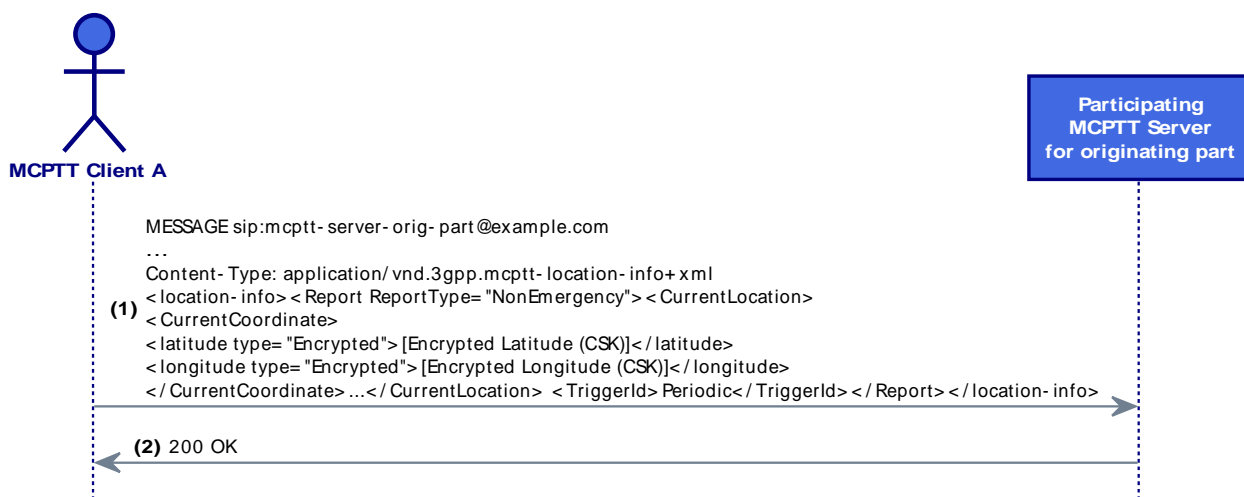 Participating
MCPTT Server
for originating part
MCPTT Client A
MESSAGE sip:mcptt-server-orig-part@example.com
...
Content-Type: application/vnd.3gpp.mcptt-location-info+xml
(1) <location-info><Report ReportType="NonEmergency"><CurrentLocation>
<CurrentCoordinate>
<latitude type="Encrypted">[Encrypted Latitude (CSK)]</latitude>
<longitude type="Encrypted">[Encrypted Longitude (CSK)]</longitude>
</CurrentCoordinate>...</CurrentLocation> <TriggerId>Periodic</TriggerId></Report></location-info>
(2) 200 OK